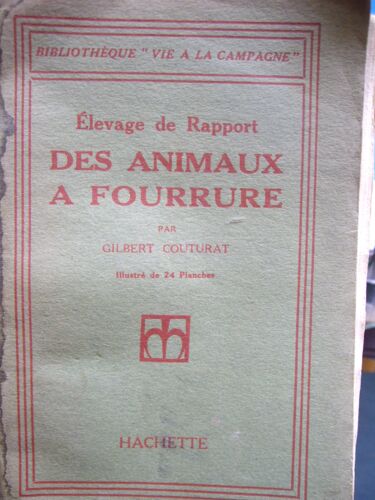 BIBLIOTHÈQUE " VIE A LA CAMPAGNE "
Élevage de Rapport
DES ANIMAUX
A FOURRURE
PAR
GILBERT COUTURAT
Illustré de 24 Planches
HACHETTE